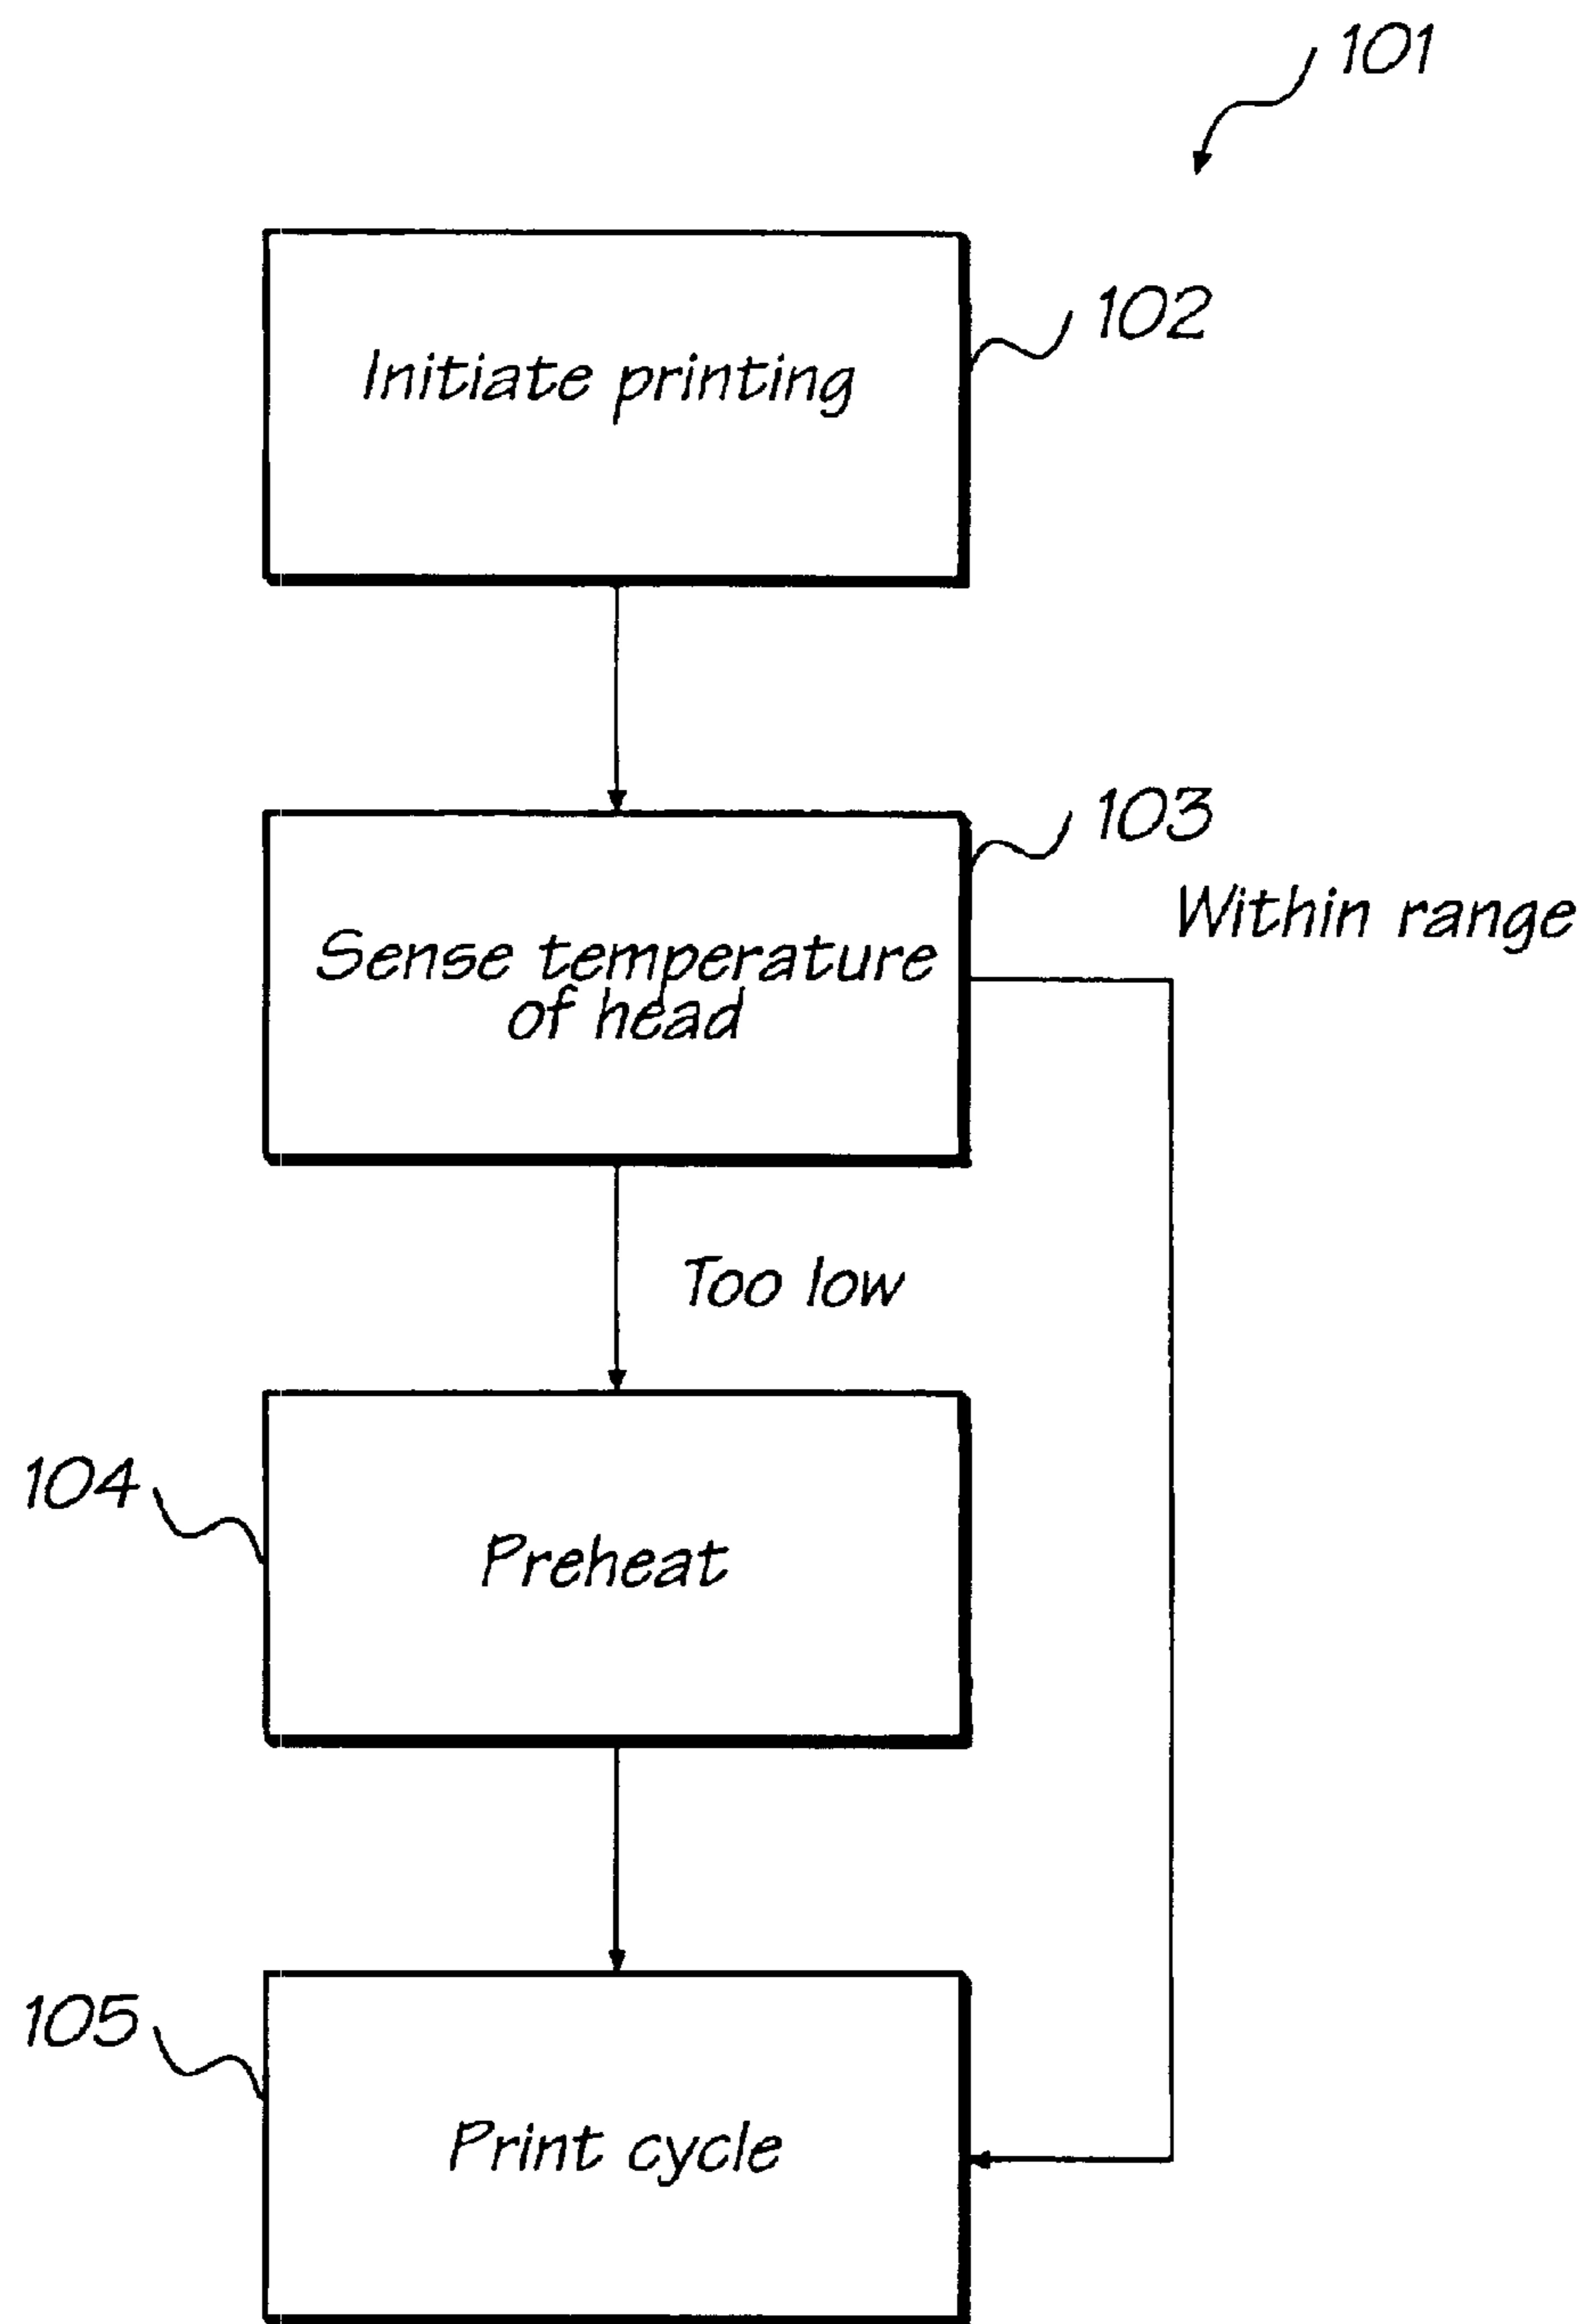 101
Initiate printing
102
103
Within range
Sense temperature
of head
Too low
104
Preheat
105
Print cycle